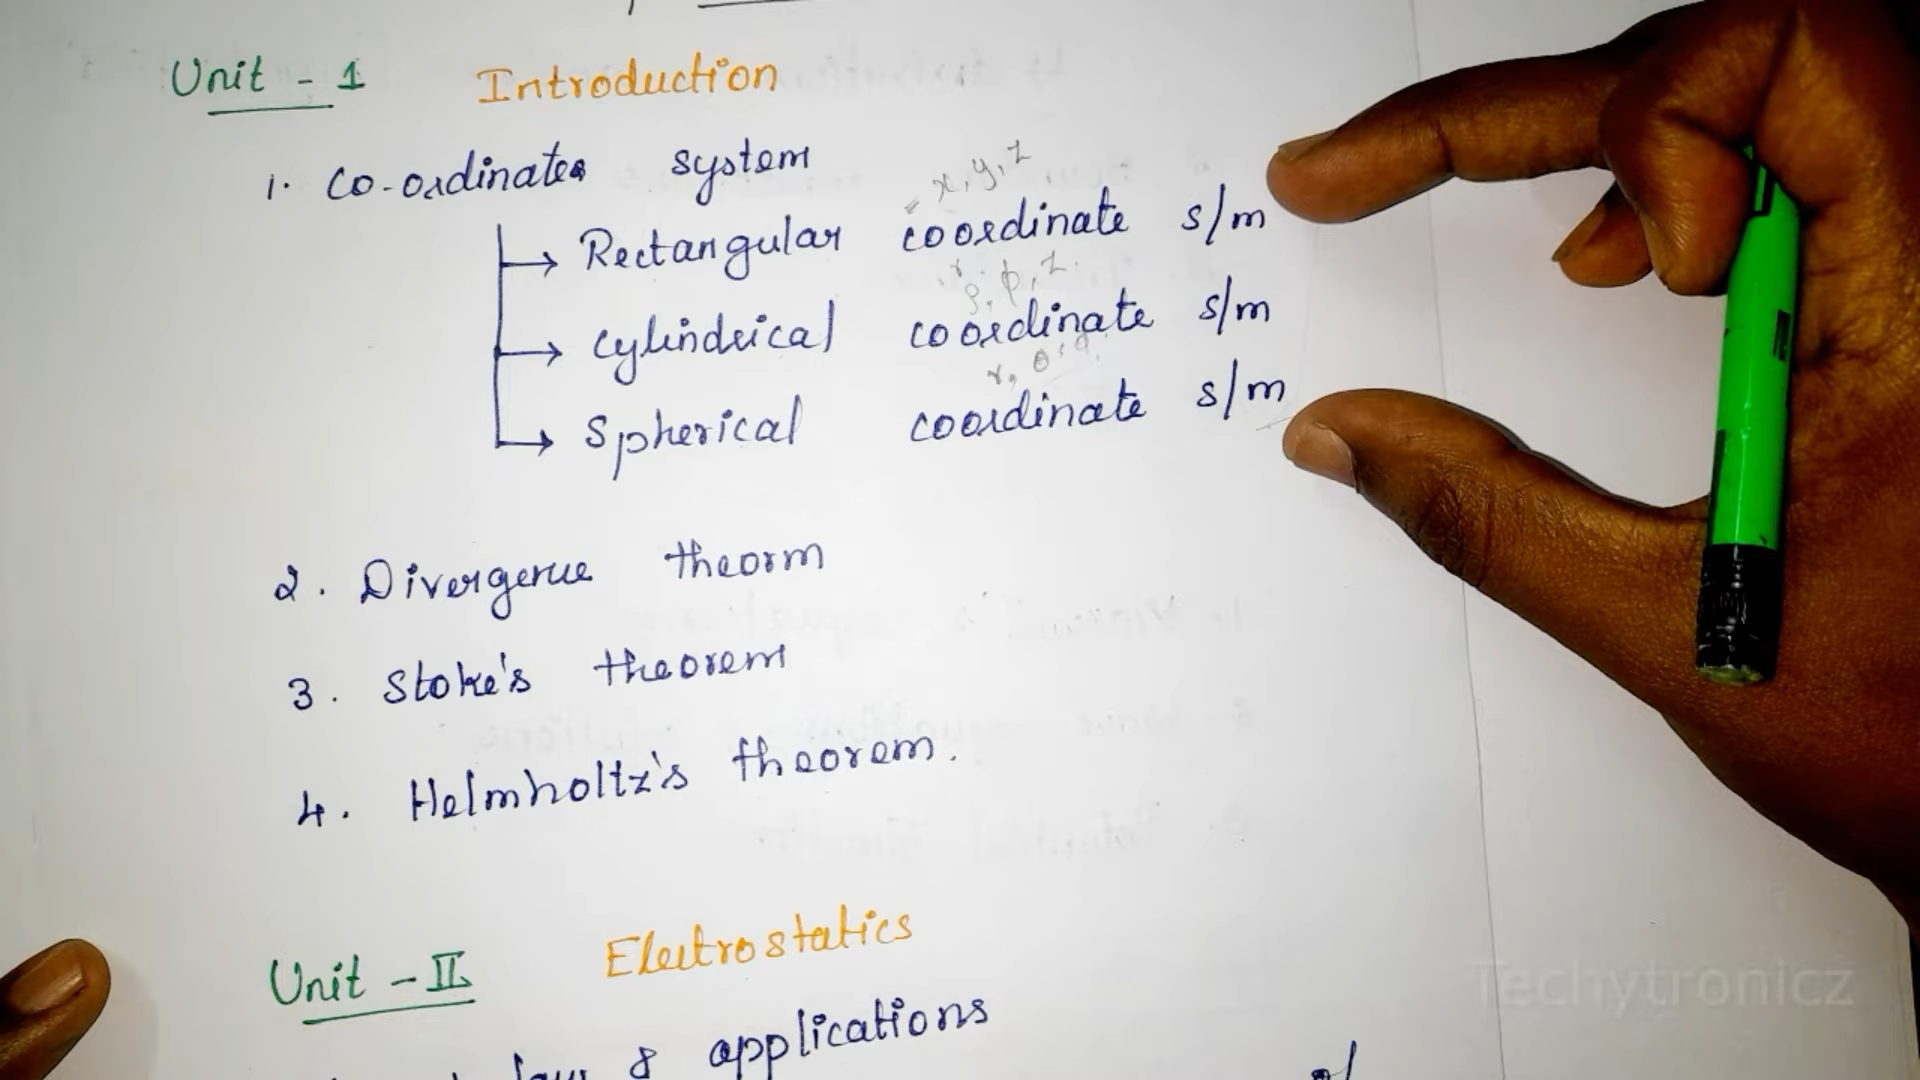 Unit - 1 Introduction
1. Co-ordinates system
x, y, z
→ Rectangular coordinate s/m
ρ, φ, z
→ Cylindrical coordinate s/m
r, θ,
→ Spherical coordinate s/m
2. Divergence theorm
3. Stoke's theorem
4. Helmholtz's theorem.
Unit - II Electrostatics
law & applications
Techytronicz